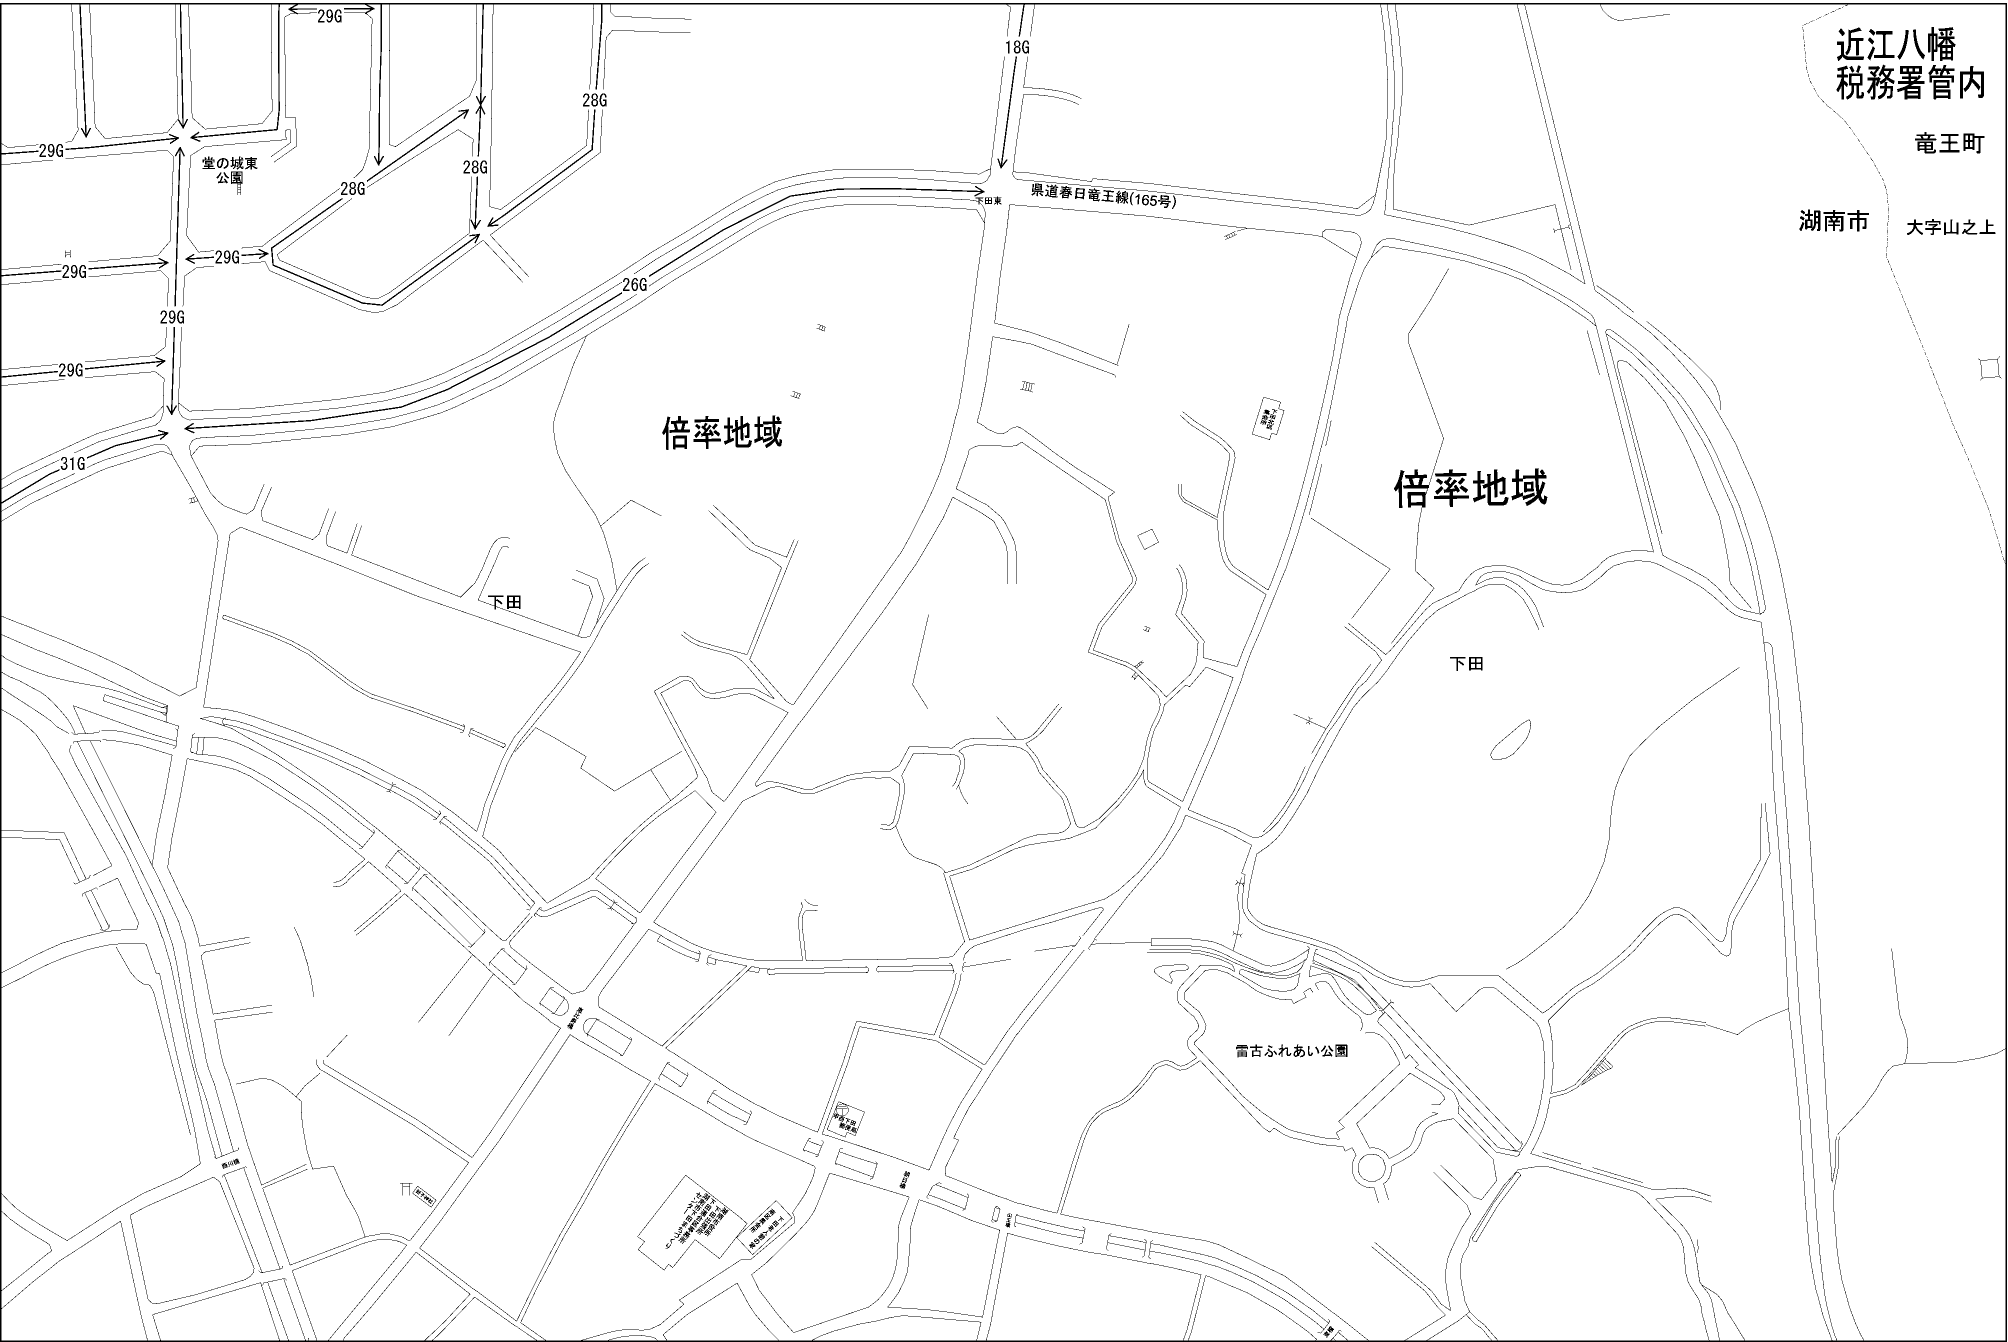 29G
18G
近江八幡
税務署管内
28G
竜王町
29G
堂の城東
公園
28G
28G
下田東
県道春日竜王線(165号)
湖南市
大字山之上
29G
29G
26G
29G
29G
倍率地域
31G
倍率地域
下田
下田
雷古ふれあい公園